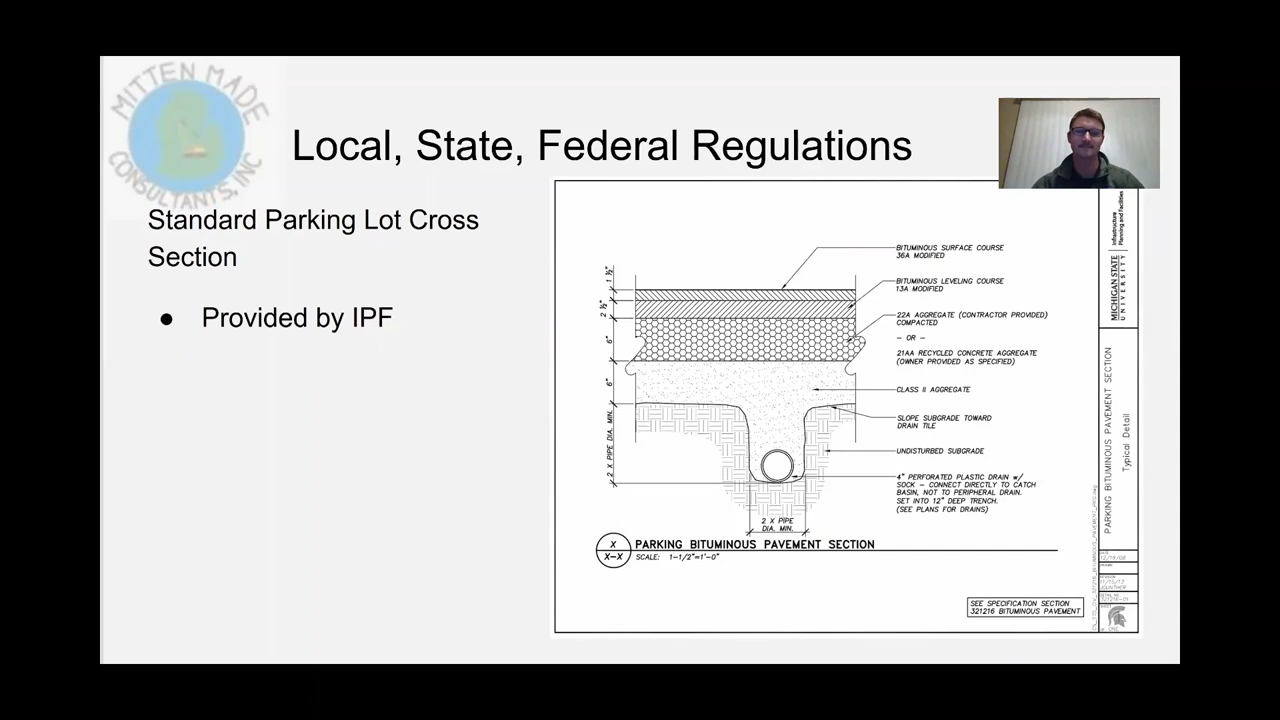 MITTEN MADE
CONSULTANTS, INC
Local, State, Federal Regulations
Standard Parking Lot Cross
Section
● Provided by IPF
1 ½"
2 ½"
6"
6"
2 X PIPE DIA. MIN.
BITUMINOUS SURFACE COURSE
36A MODIFIED
BITUMINOUS LEVELING COURSE
13A MODIFIED
22A AGGREGATE (CONTRACTOR PROVIDED)
COMPACTED
– OR –
21AA RECYCLED CONCRETE AGGREGATE
(OWNER PROVIDED AS SPECIFIED)
CLASS II AGGREGATE
SLOPE SUBGRADE TOWARD
DRAIN TILE
UNDISTURBED SUBGRADE
4" PERFORATED PLASTIC DRAIN w/
SOCK – CONNECT DIRECTLY TO CATCH
BASIN, NOT TO PERIPHERAL DRAIN.
SET INTO 12" DEEP TRENCH.
(SEE PLANS FOR DRAINS)
2 X PIPE
DIA. MIN.
X
X-X
PARKING BITUMINOUS PAVEMENT SECTION
SCALE: 1-1/2"=1'-0"
SEE SPECIFICATION SECTION
321216 BITUMINOUS PAVEMENT
MICHIGAN STATE
UNIVERSITY
Infrastructure
Planning and Facilities
PARKING BITUMINOUS PAVEMENT SECTION
Typical Detail